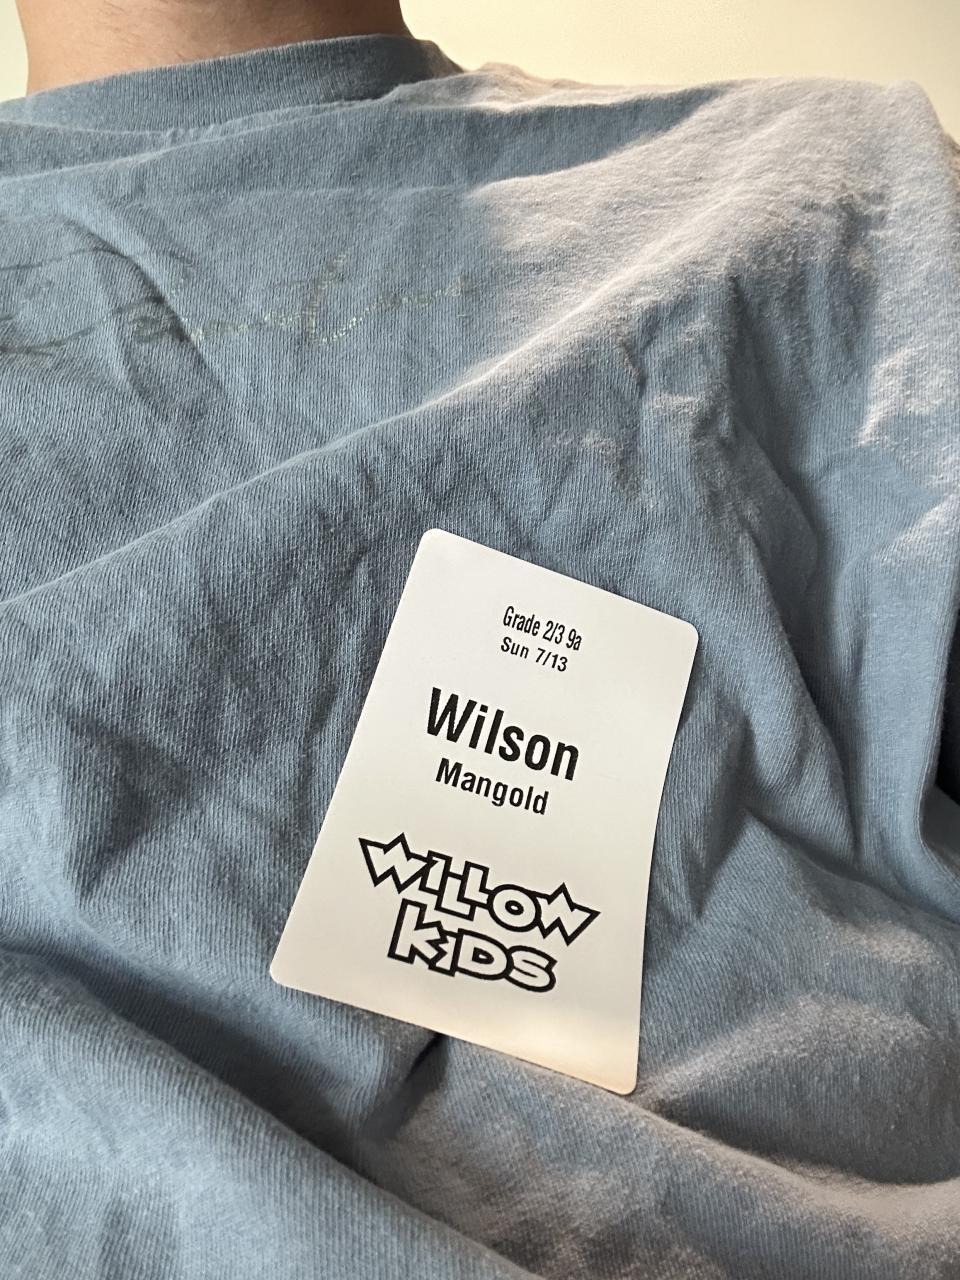 Grade 2/3 9a
Sun 7/13
Wilson
Mangold
WILLOW
KIDS